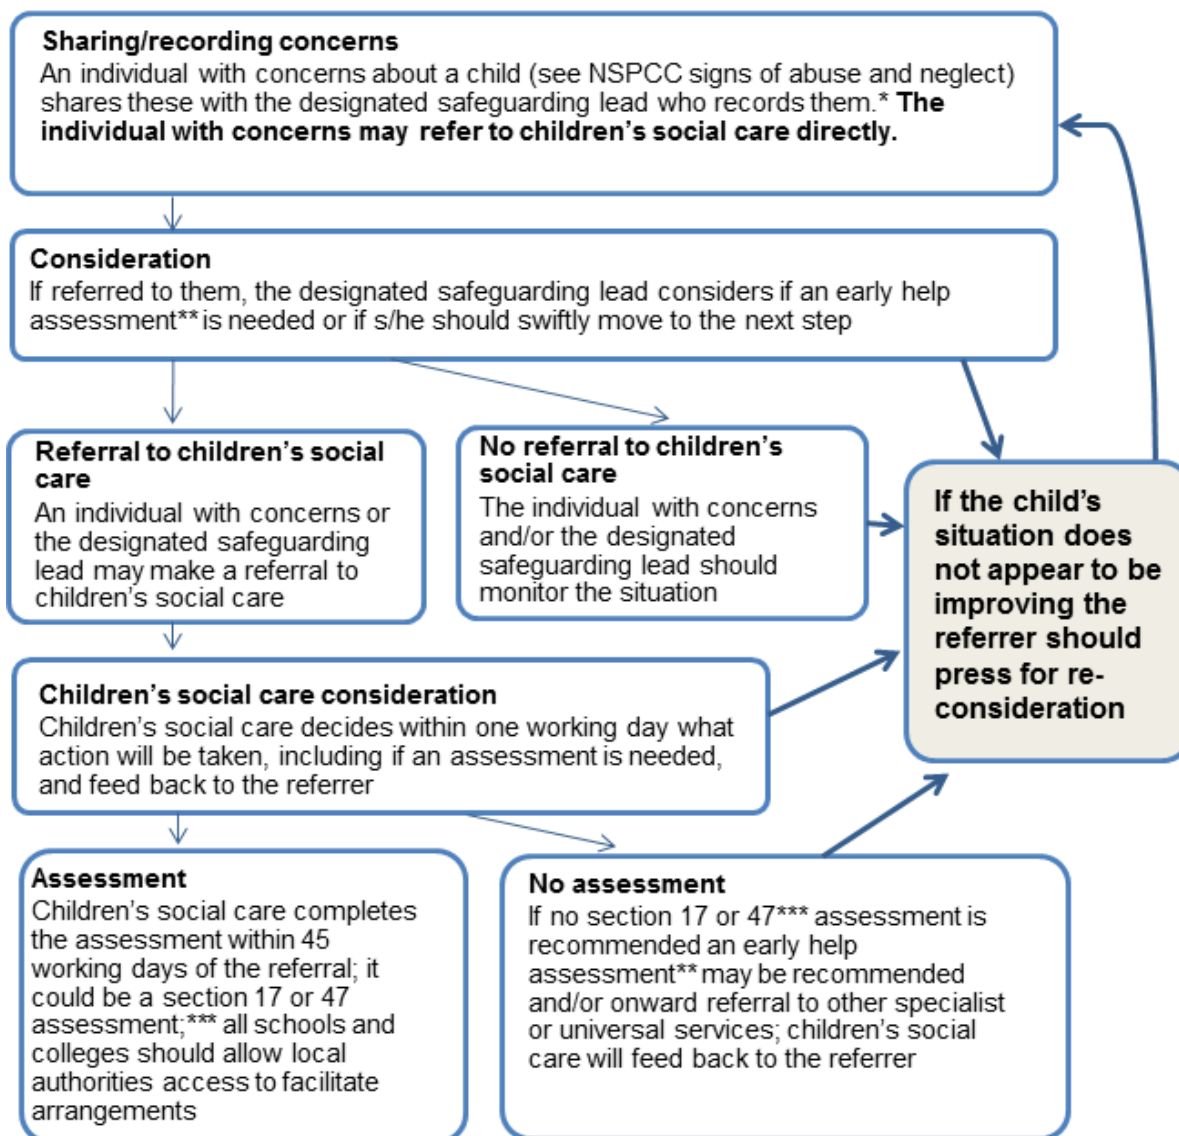 Sharing/recording concerns
An individual with concerns about a child (see NSPCC signs of abuse and neglect)
shares these with the designated safeguarding lead who records them.* The
individual with concerns may refer to children's social care directly.
Consideration
If referred to them, the designated safeguarding lead considers if an early help
assessment** is needed or if s/he should swiftly move to the next step
Referral to children's social
care
An individual with concerns or
the designated safeguarding
lead may make a referral to
children's social care
No referral to children's
social care
The individual with concerns
and/or the designated
safeguarding lead should
monitor the situation
If the child's
situation does
not appear to be
improving the
referrer should
press for re-
consideration
Children's social care consideration
Children's social care decides within one working day what
action will be taken, including if an assessment is needed,
and feed back to the referrer
Assessment
Children's social care completes
the assessment within 45
working days of the referral; it
could be a section 17 or 47
assessment;*** all schools and
colleges should allow local
authorities access to facilitate
arrangements
No assessment
If no section 17 or 47*** assessment is
recommended an early help
assessment** may be recommended
and/or onward referral to other specialist
or universal services; children's social
care will feed back to the referrer